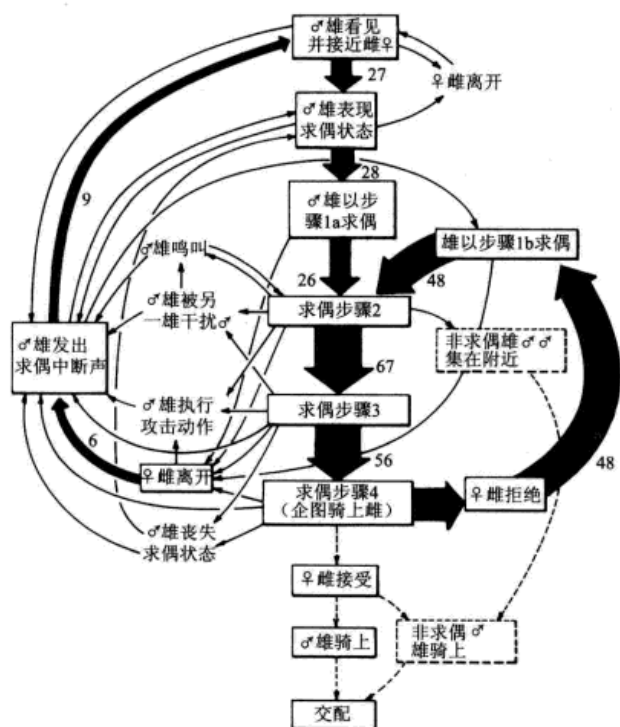 ♂雄看见
并接近雌♀
27
♀雌离开
♂雄表现
求偶状态
28
9
♂雄以步
骤1a求偶
雄以步骤1b求偶
♂雄鸣叫
26
48
♂雄被另
一雄干扰♂
求偶步骤2
非求偶雄♂♂
集在附近
♂雄发出
求偶中断声
67
♂雄执行
攻击动作
求偶步骤3
6
56
48
♀雌离开
求偶步骤4
（企图骑上雌）
♀雌拒绝
♂雄丧失
求偶状态
♀雌接受
♂雄骑上
非求偶♂
雄骑上
交配